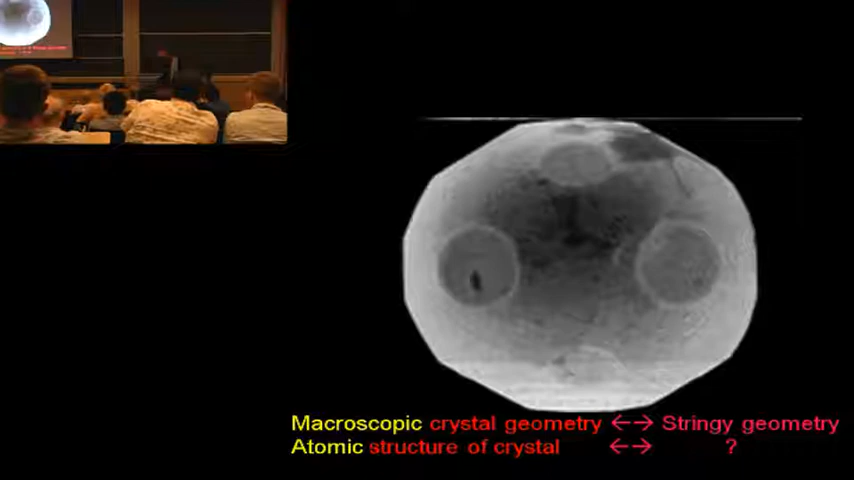 Macroscopic crystal geometry ←→ Stringy geometry
Atomic structure of crystal ←→ ?